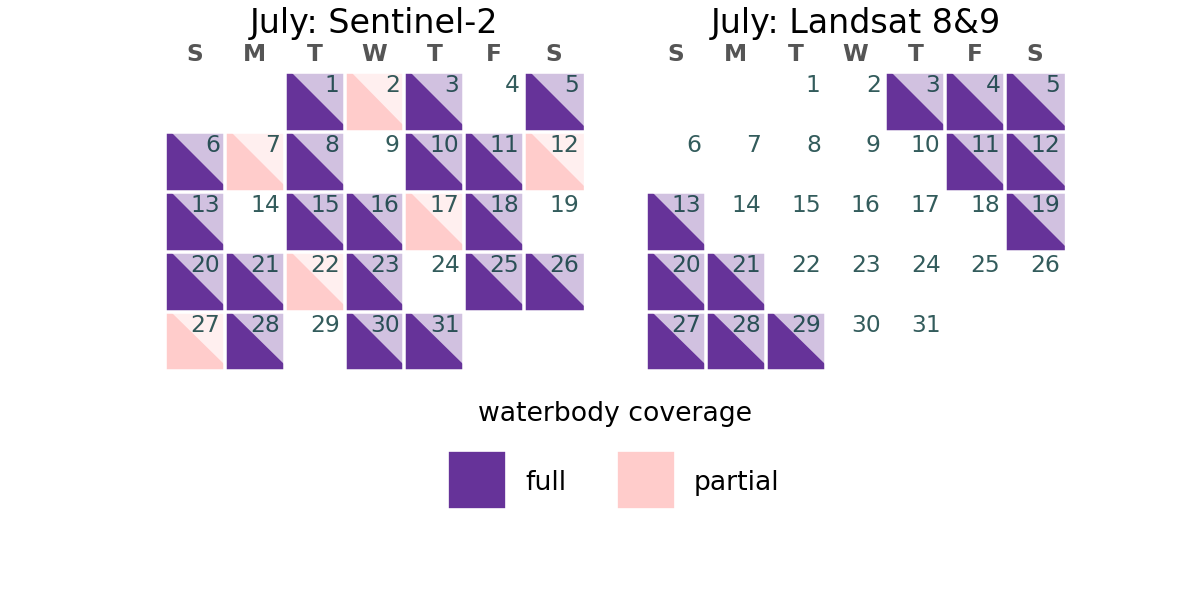 July: Sentinel-2
S M T W T F S
1 2 3 4 5
6 7 8 9 10 11 12
13 14 15 16 17 18 19
20 21 22 23 24 25 26
27 28 29 30 31
July: Landsat 8&9
S M T W T F S
1 2 3 4 5
6 7 8 9 10 11 12
13 14 15 16 17 18 19
20 21 22 23 24 25 26
27 28 29 30 31
waterbody coverage
full partial